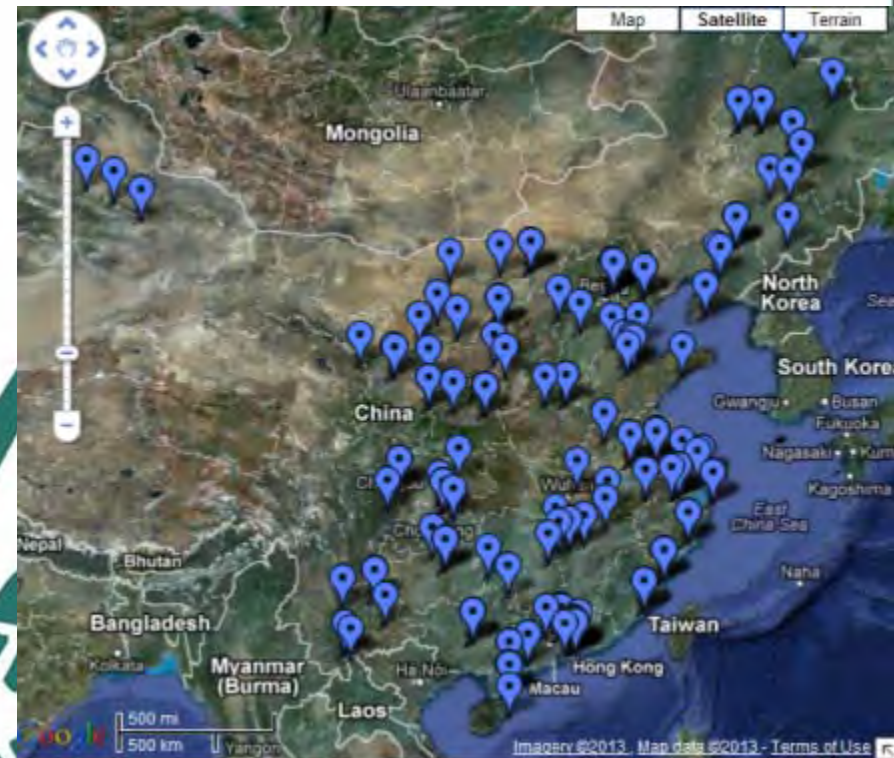 Map Satellite Terrain
Ulaanbaatar
Mongolia
North
Korea
South Korea
Gwangju
Busan
Fukuoka
China
Nagasaki
Kum
Kagoshima
East
China Sea
Nepal
Bhutan
Naha
Bangladesh
Taiwan
Kolkata
Myanmar
(Burma)
Ha Noi
Hong Kong
Macau
Laos
500 mi
500 km
Yangon
Google
Imagery ©2013 , Map data ©2013 - Terms of Use